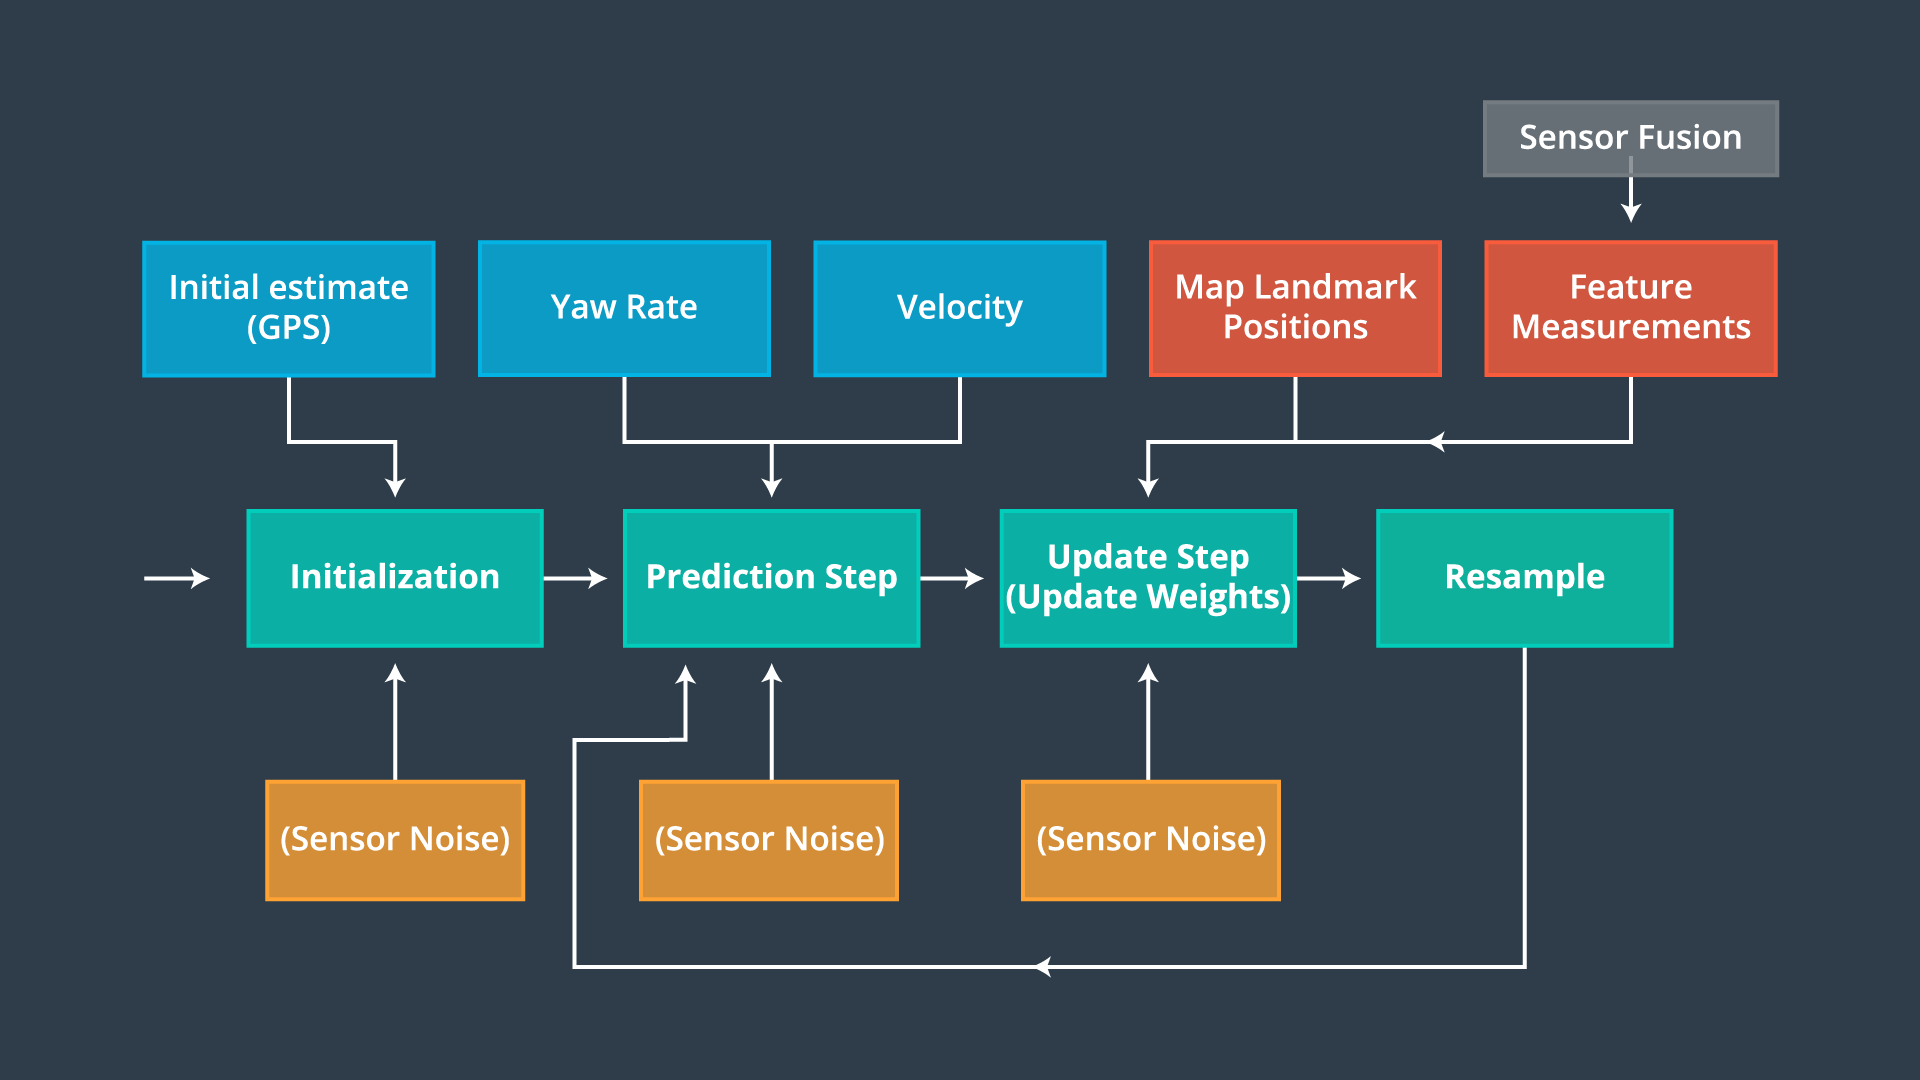 Sensor Fusion
Initial estimate
(GPS)
Yaw Rate
Velocity
Map Landmark
Positions
Feature
Measurements
Initialization
Prediction Step
Update Step
(Update Weights)
Resample
(Sensor Noise)
(Sensor Noise)
(Sensor Noise)